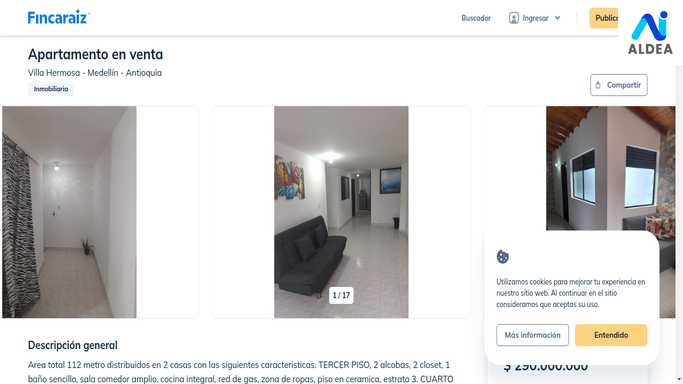 Fincaraiz
Buscador
Ingresar
Publica
ALDEA
Apartamento en venta
Villa Hermosa - Medellín - Antioquia
Inmobiliario
Compartir
1 / 17
Utilizamos cookies para mejorar tu experiencia en
nuestro sitio web. Al continuar en el sitio
consideramos que aceptas su uso.
Más información
Entendido
$ 290.000.000
Descripción general
Area total 112 metro distribuidos en 2 casas con las siguientes caracteristicas. TERCER PISO, 2 alcobas, 2 closet, 1
baño sencillo, sala comedor amplio, cocina integral, red de gas, zona de ropas, piso en ceramica, estrato 3. CUARTO